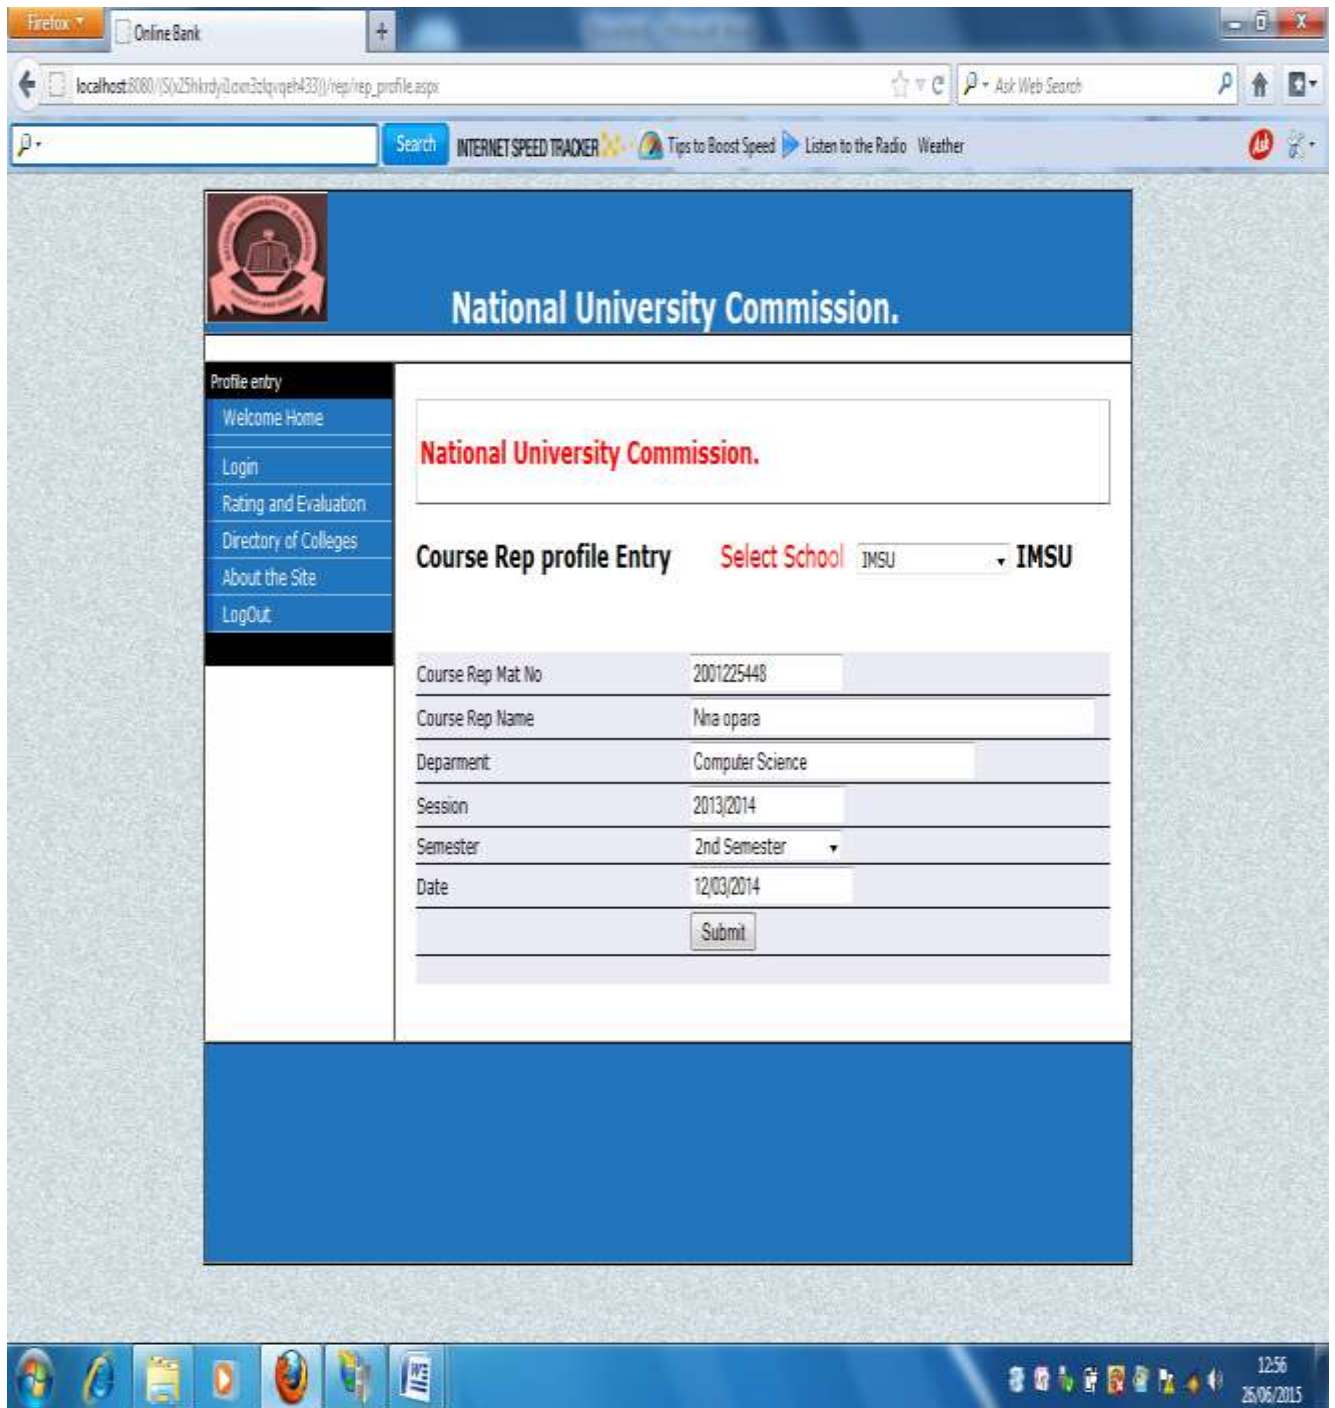 Firefox
Online Bank
+
localhost:8080/ /rep/rep_profile.aspx
Ask Web Search
Search INTERNET SPEED TRACKER Tips to Boost Speed Listen to the Radio Weather
Ask
National University Commission.
Profile entry
Welcome Home
Login
Rating and Evaluation
Directory of Colleges
About the Site
LogOut
National University Commission.
Course Rep profile Entry Select School IMSU IMSU
Course Rep Mat No 2001225448
Course Rep Name Nna opara
Deparment Computer Science
Session 2013/2014
Semester 2nd Semester
Date 12/03/2014
Submit
12:56
26/06/2015